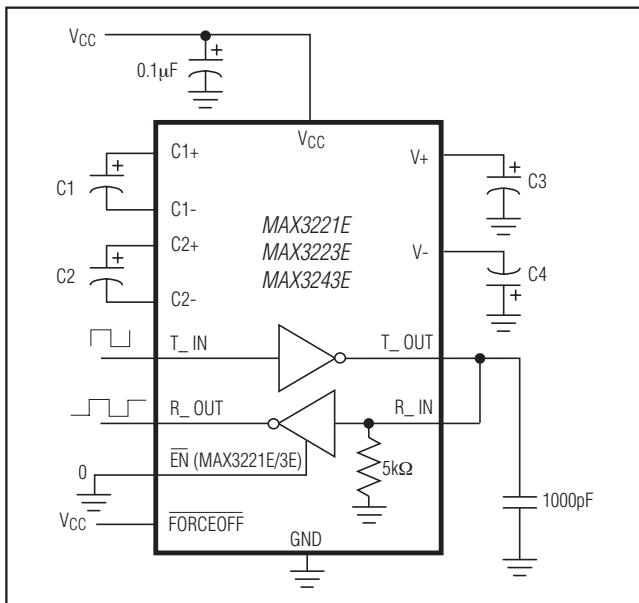 VCC
+
0.1µF
VCC
C1+
+
C1
C1-
C2+
+
C2
C2-
V+
+
C3
V-
C4
+
MAX3221E
MAX3223E
MAX3243E
T_ IN
T_ OUT
R_ OUT
R_ IN
EN (MAX3221E/3E)
0
5kΩ
1000pF
VCC
FORCEOFF
GND